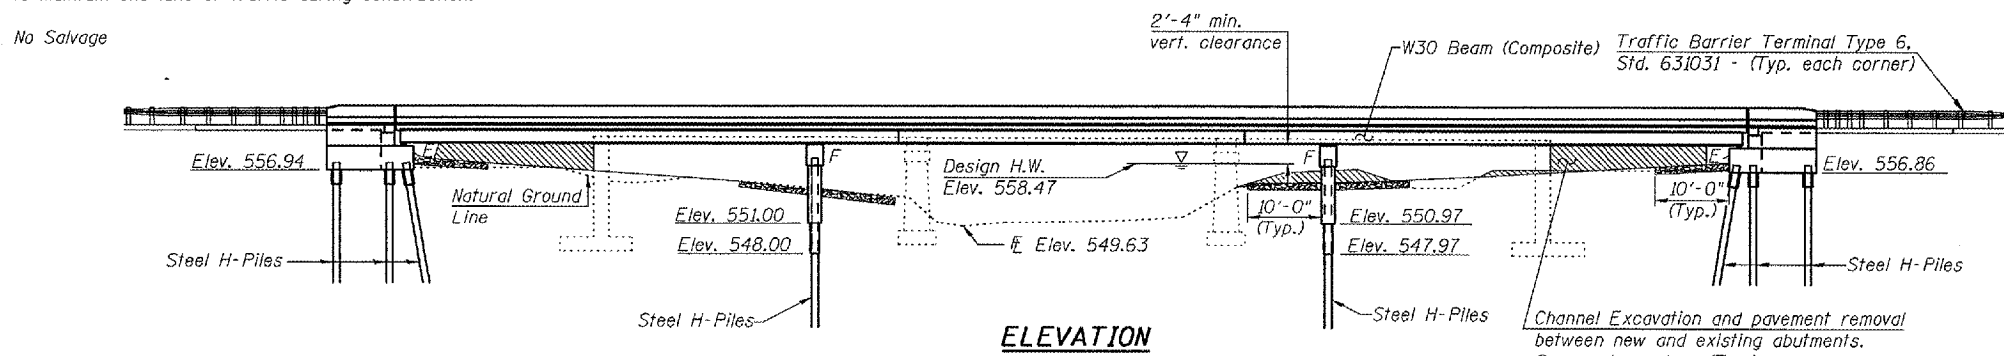 No Salvage
2'-4" min.
vert. clearance
W30 Beam (Composite)
Traffic Barrier Terminal Type 6,
Std. 631031 - (Typ. each corner)
Elev. 556.94
E
F
Design H.W.
Elev. 558.47
F
E
Elev. 556.86
Natural Ground
Line
Elev. 551.00
Elev. 548.00
10'-0"
(Typ.)
Elev. 550.97
Elev. 547.97
10'-0"
(Typ.)
Elev. 549.63
Steel H-Piles
Steel H-Piles
Steel H-Piles
Steel H-Piles
ELEVATION
Channel Excavation and pavement removal
between new and existing abutments.